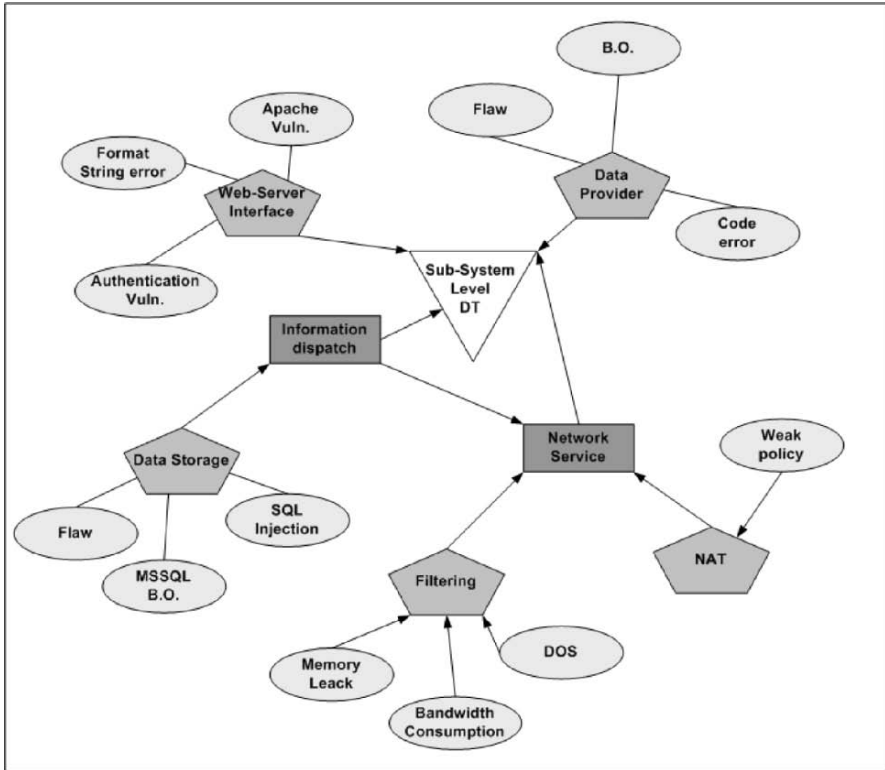 B.O.
Flaw
Apache
Vuln.
Format
String error
Web-Server
Interface
Data
Provider
Code
error
Authentication
Vuln.
Sub-System
Level
DT
Information
dispatch
Network
Service
Weak
policy
Data Storage
SQL
Injection
Flaw
MSSQL
B.O.
Filtering
NAT
DOS
Memory
Leack
Bandwidth
Consumption